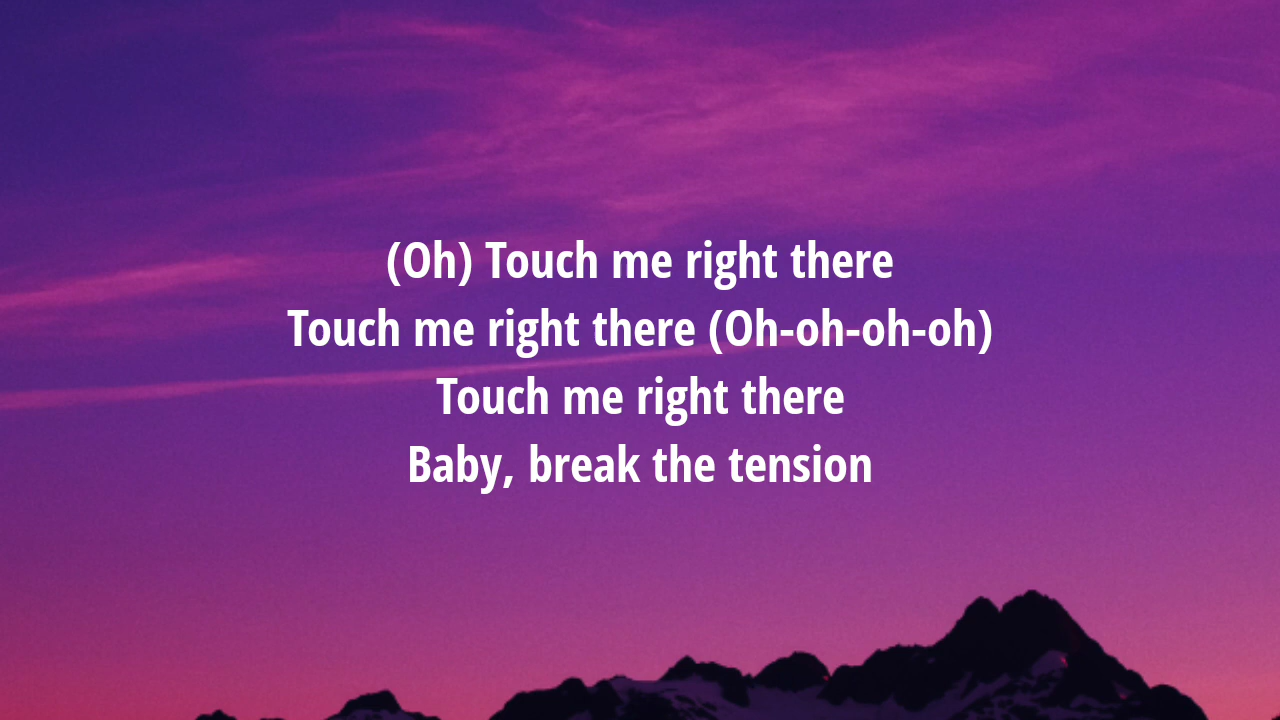 (Oh) Touch me right there
Touch me right there (Oh-oh-oh-oh)
Touch me right there
Baby, break the tension